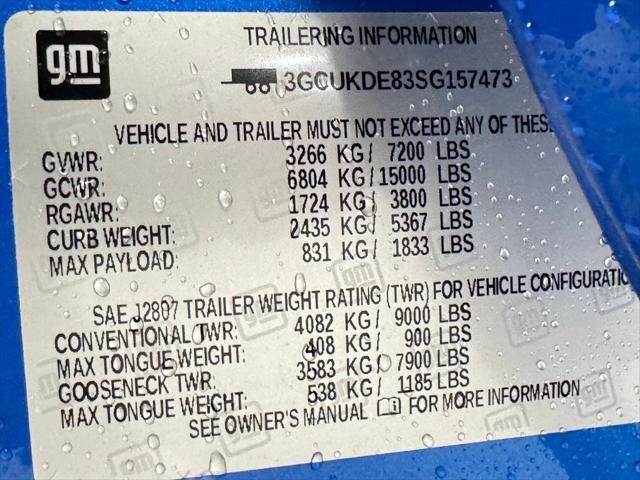 gm
TRAILERING INFORMATION
3GCUKDE83SG157473
VEHICLE AND TRAILER MUST NOT EXCEED ANY OF THESE
GVWR: 3266 KG/ 7200 LBS
GCWR: 6804 KG/ 15000 LBS
RGAWR: 1724 KG/ 3800 LBS
CURB WEIGHT: 2435 KG/ 5367 LBS
MAX PAYLOAD: 831 KG/ 1833 LBS
SAE J2807 TRAILER WEIGHT RATING (TWR) FOR VEHICLE CONFIGURATIO
CONVENTIONAL TWR: 4082 KG/ 9000 LBS
MAX TONGUE WEIGHT: 408 KG/ 900 LBS
GOOSENECK TWR: 3583 KG/ 7900 LBS
MAX TONGUE WEIGHT: 538 KG/ 1185 LBS
SEE OWNER'S MANUAL FOR MORE INFORMATION